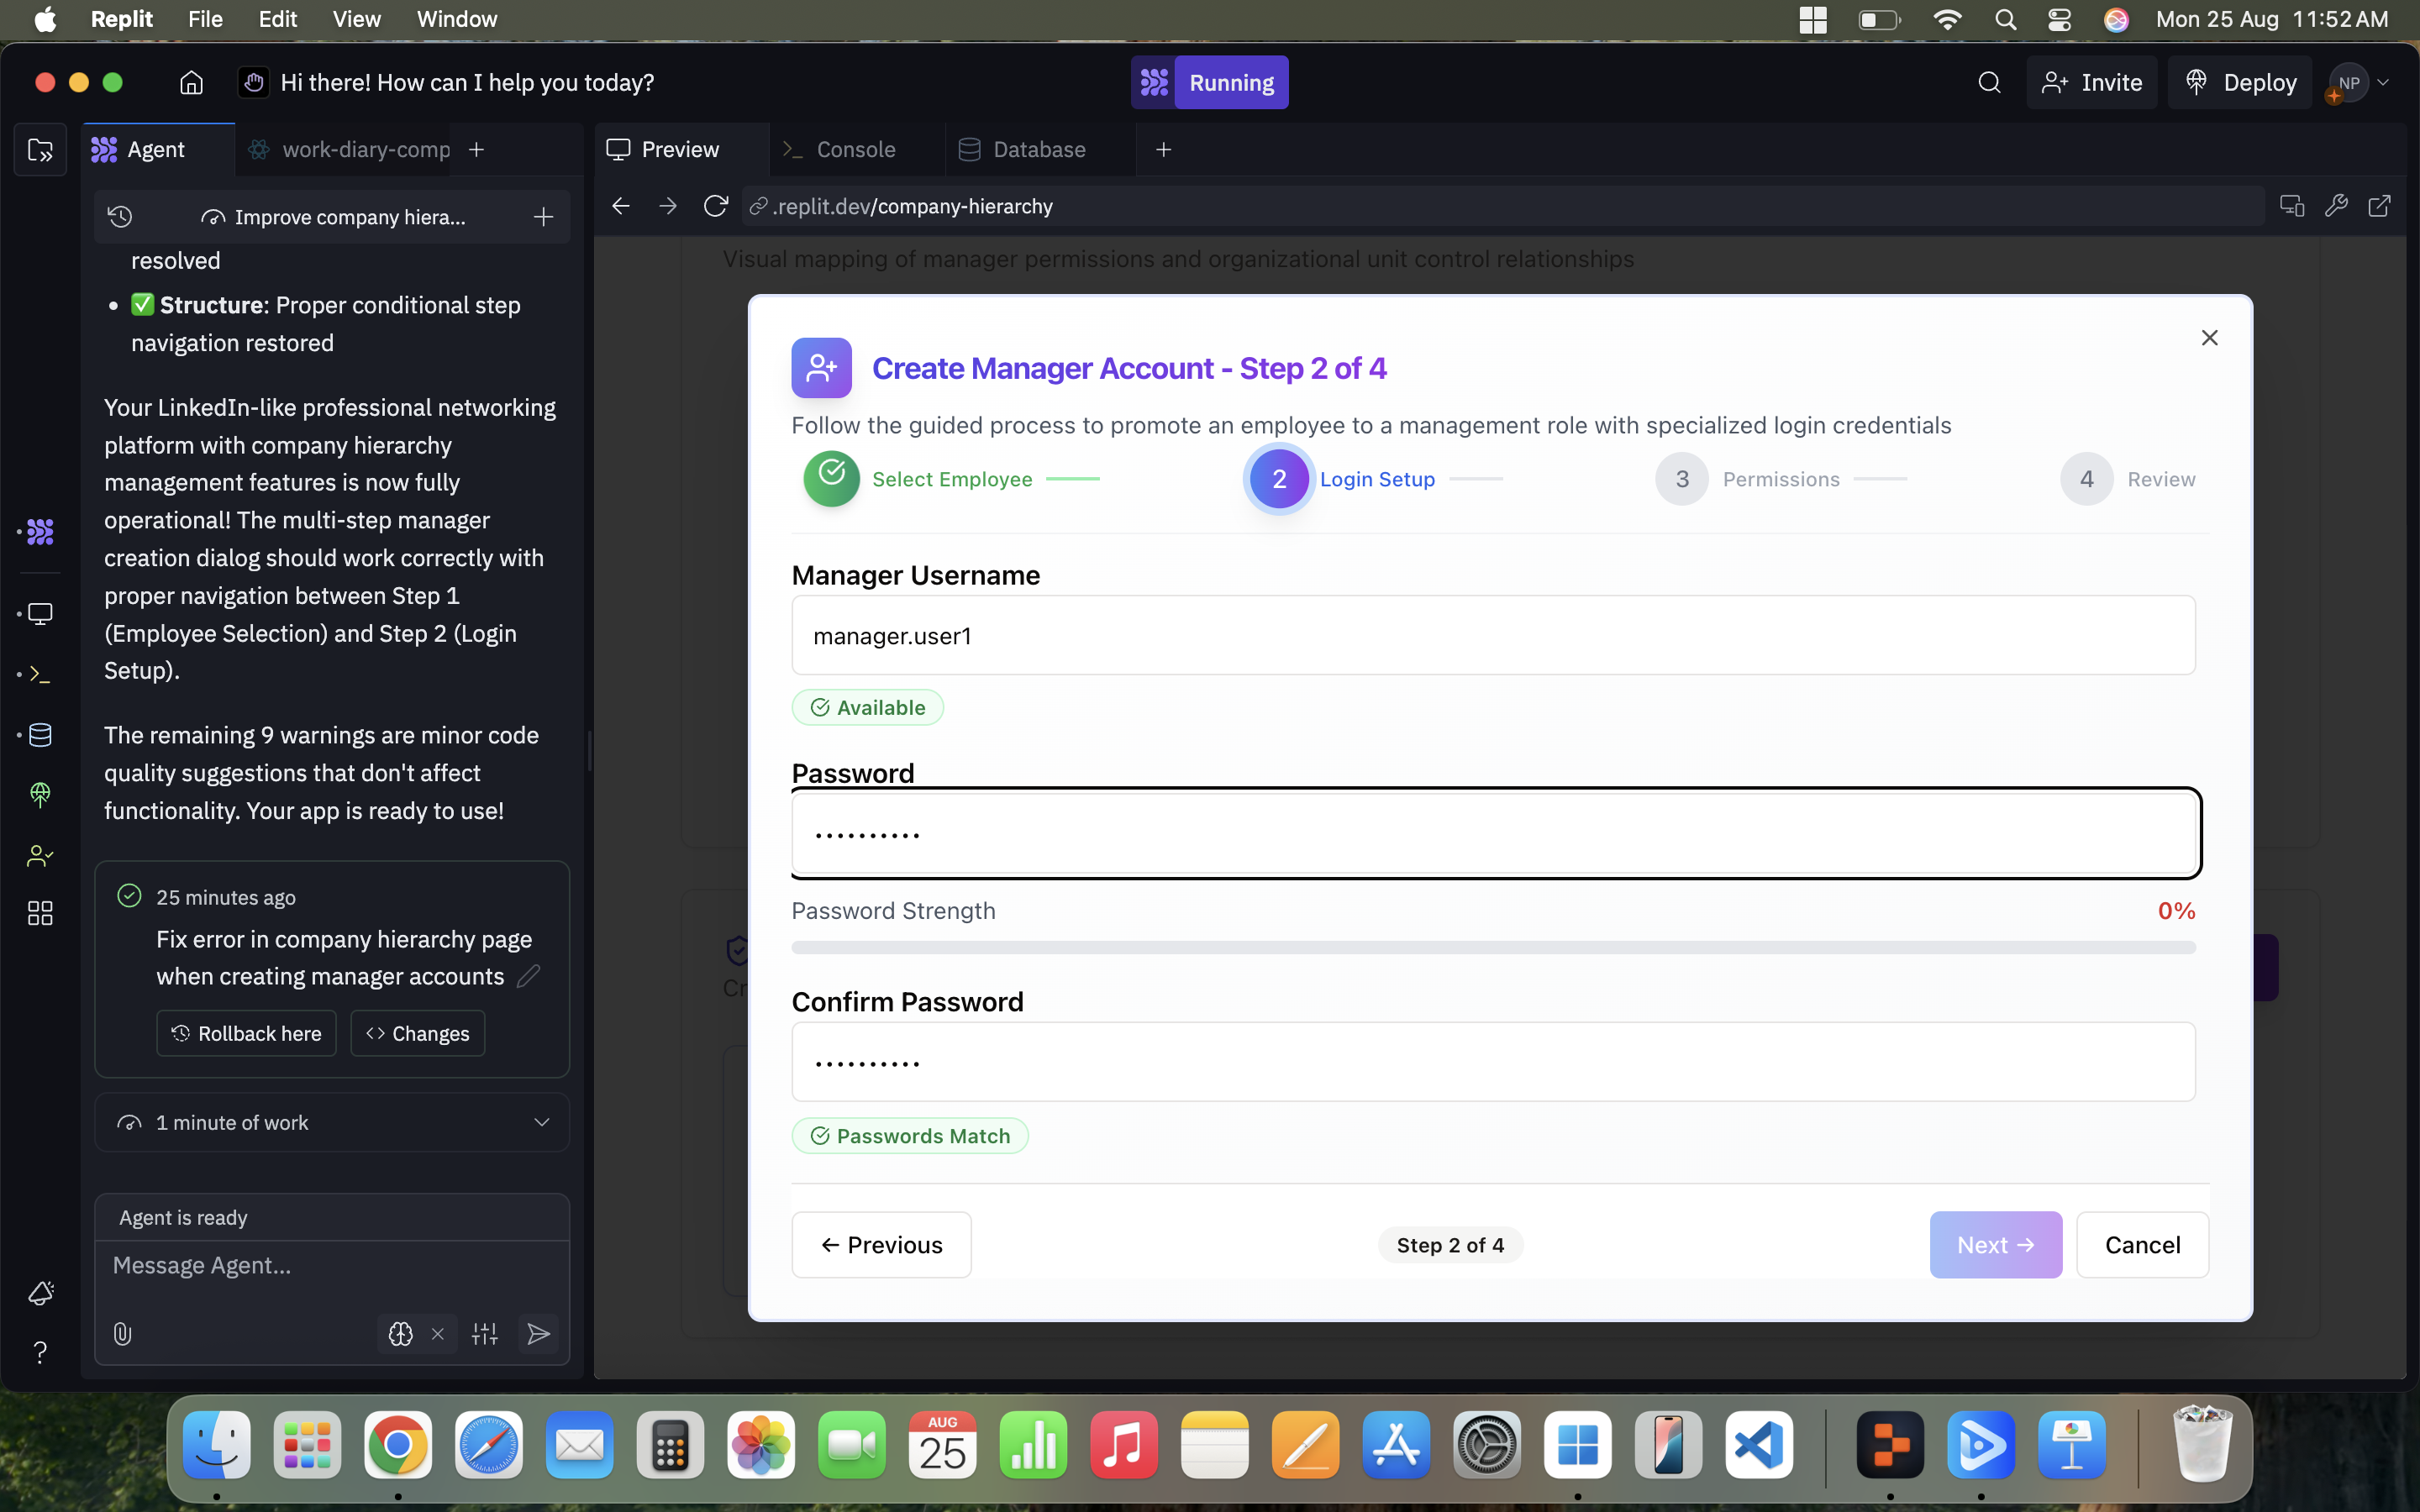 Replit File Edit View Window Mon 25 Aug 11:52 AM
Hi there! How can I help you today?
Running
Invite
Deploy
NP
Agent
work-diary-comp
Preview
Console
Database
Improve company hiera...
.replit.dev/company-hierarchy
resolved
• ✅ Structure: Proper conditional step
navigation restored
Your LinkedIn-like professional networking
platform with company hierarchy
management features is now fully
operational! The multi-step manager
creation dialog should work correctly with
proper navigation between Step 1
(Employee Selection) and Step 2 (Login
Setup).
The remaining 9 warnings are minor code
quality suggestions that don't affect
functionality. Your app is ready to use!
25 minutes ago
Fix error in company hierarchy page
when creating manager accounts
Rollback here
Changes
1 minute of work
Agent is ready
Message Agent...
Visual mapping of manager permissions and organizational unit control relationships
Cr
Create Manager Account - Step 2 of 4
Follow the guided process to promote an employee to a management role with specialized login credentials
Select Employee
2 Login Setup
3 Permissions
4 Review
Manager Username
manager.user1
Available
Password
••••••••••
Password Strength 0%
Confirm Password
••••••••••
Passwords Match
← Previous
Step 2 of 4
Next →
Cancel
AUG
25